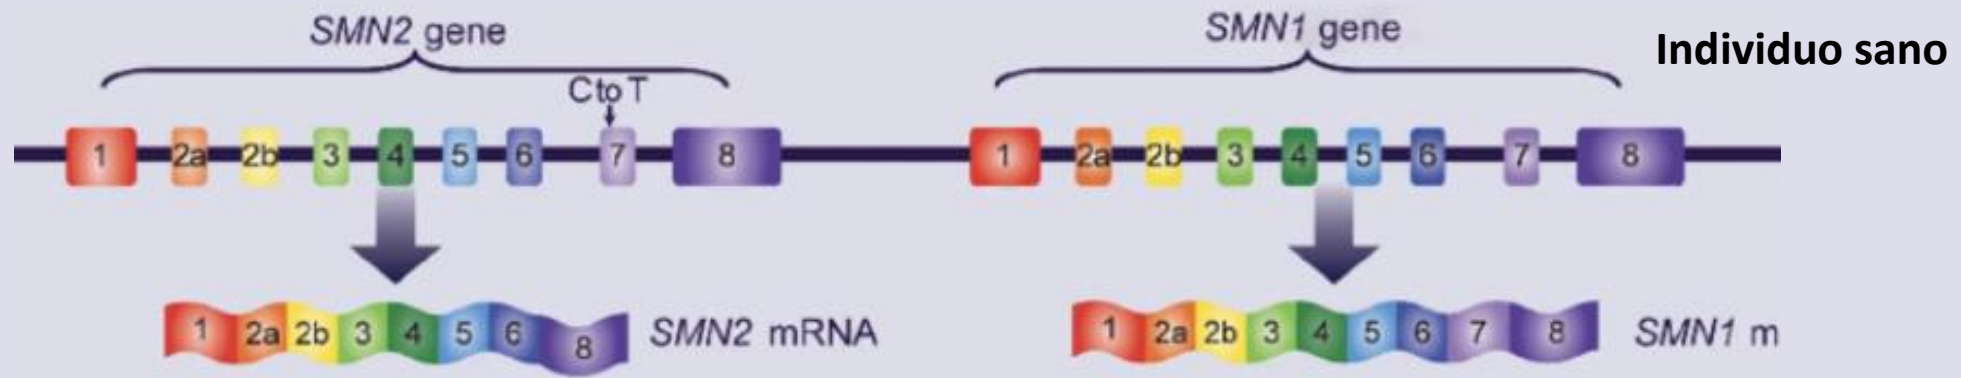 SMN2 gene
SMN1 gene
Individuo sano
C to T
1 2a 2b 3 4 5 6 7 8
1 2a 2b 3 4 5 6 7 8
1 2a 2b 3 4 5 6 8 SMN2 mRNA
1 2a 2b 3 4 5 6 7 8 SMN1 m